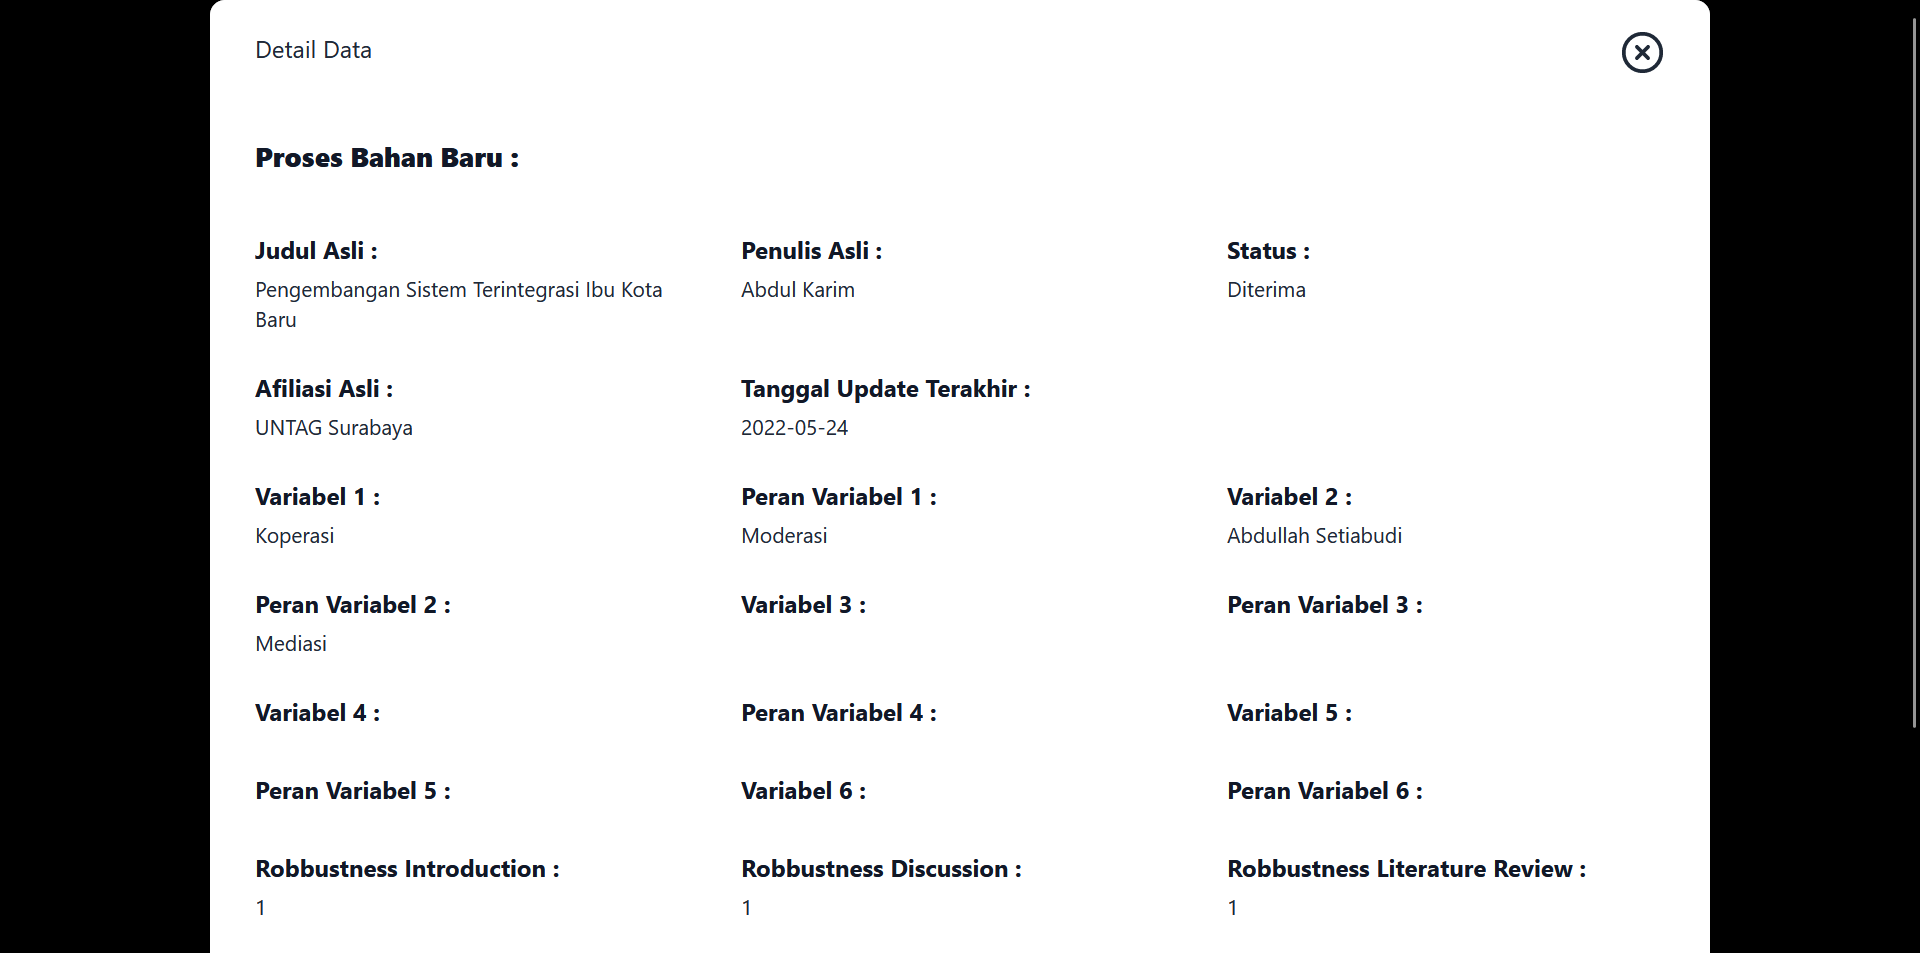 Detail Data
Proses Bahan Baru :
Judul Asli :
Pengembangan Sistem Terintegrasi Ibu Kota
Baru
Penulis Asli :
Abdul Karim
Status :
Diterima
Afiliasi Asli :
UNTAG Surabaya
Tanggal Update Terakhir :
2022-05-24
Variabel 1 :
Koperasi
Peran Variabel 1 :
Moderasi
Variabel 2 :
Abdullah Setiabudi
Peran Variabel 2 :
Mediasi
Variabel 3 :
Peran Variabel 3 :
Variabel 4 :
Peran Variabel 4 :
Variabel 5 :
Peran Variabel 5 :
Variabel 6 :
Peran Variabel 6 :
Robbustness Introduction :
1
Robbustness Discussion :
1
Robbustness Literature Review :
1